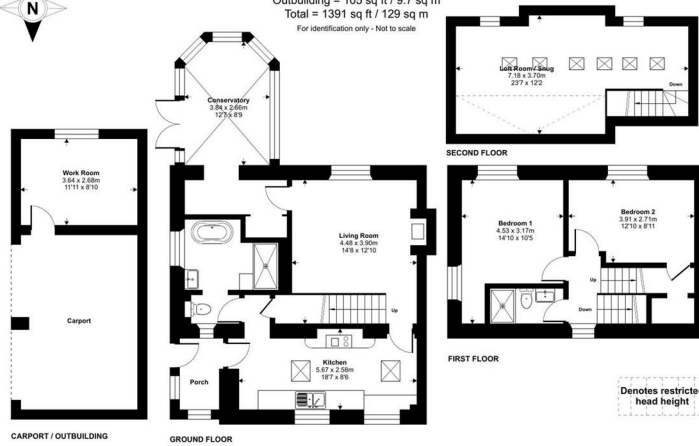 N
Outbuilding = 105 sq ft / 9.7 sq m
Total = 1391 sq ft / 129 sq m
For identification only - Not to scale
Conservatory
3.84 x 2.66m
12'7 x 8'9
Loft Room / Snug
7.18 x 3.70m
23'7 x 12'2
Down
SECOND FLOOR
Work Room
3.64 x 2.68m
11'11 x 8'10
Carport
CARPORT / OUTBUILDING
Living Room
4.48 x 3.90m
14'8 x 12'10
Up
Kitchen
5.67 x 2.58m
18'7 x 8'6
Porch
GROUND FLOOR
Bedroom 1
4.53 x 3.17m
14'10 x 10'5
Bedroom 2
3.91 x 2.71m
12'10 x 8'11
Up
Down
FIRST FLOOR
Denotes restricte
head height